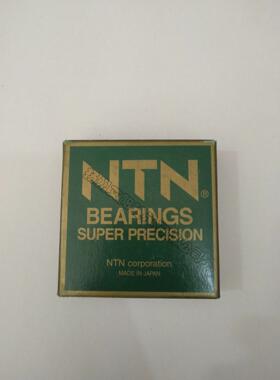 NTN®
BEARINGS
SUPER PRECISION
NTN corporation
MADE IN JAPAN